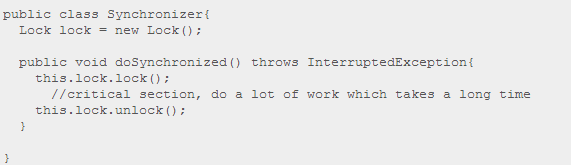 public class Synchronizer{
  Lock lock = new Lock();

  public void doSynchronized() throws InterruptedException{
    this.lock.lock();
      //critical section, do a lot of work which takes a long time
    this.lock.unlock();
  }

}